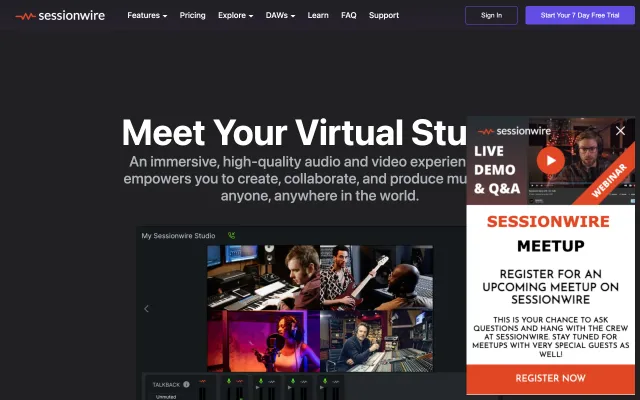 sessionwire
Features
Pricing
Explore
DAWs
Learn
FAQ
Support
Sign In
Start Your 7 Day Free Trial
Meet Your Virtual Stu
An immersive, high-quality audio and video experien
empowers you to create, collaborate, and produce mu
anyone, anywhere in the world.
My Sessionwire Studio
TALKBACK
Unmuted
sessionwire
LIVE
DEMO
& Q&A
WEBINAR
SESSIONWIRE
MEETUP
REGISTER FOR AN
UPCOMING MEETUP ON
SESSIONWIRE
THIS IS YOUR CHANCE TO ASK
QUESTIONS AND HANG WITH THE CREW
AT SESSIONWIRE. STAY TUNED FOR
MEETUPS WITH VERY SPECIAL GUESTS AS
WELL!
REGISTER NOW